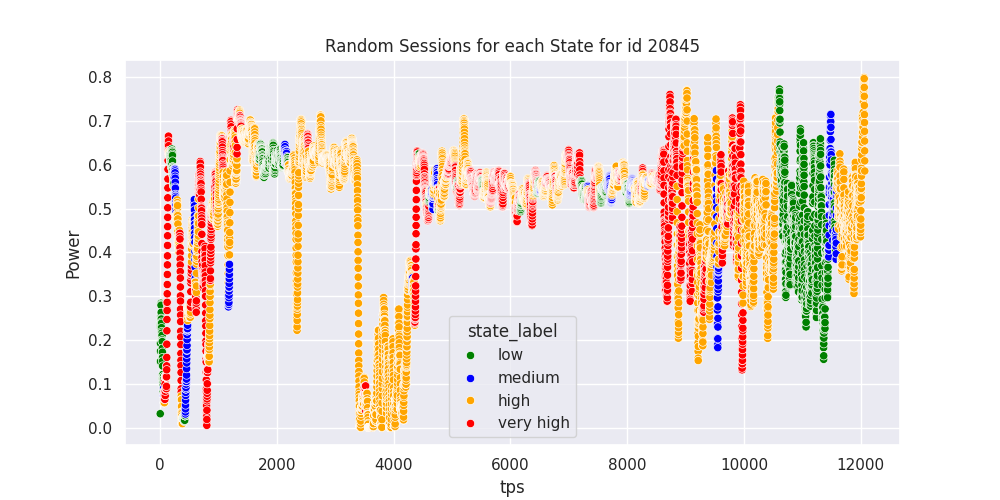 Random Sessions for each State for id 20845
0.8
0.7
0.6
0.5
0.4
0.3
0.2
0.1
0.0
Power
state_label
low
medium
high
very high
0 2000 4000 6000 8000 10000 12000
tps